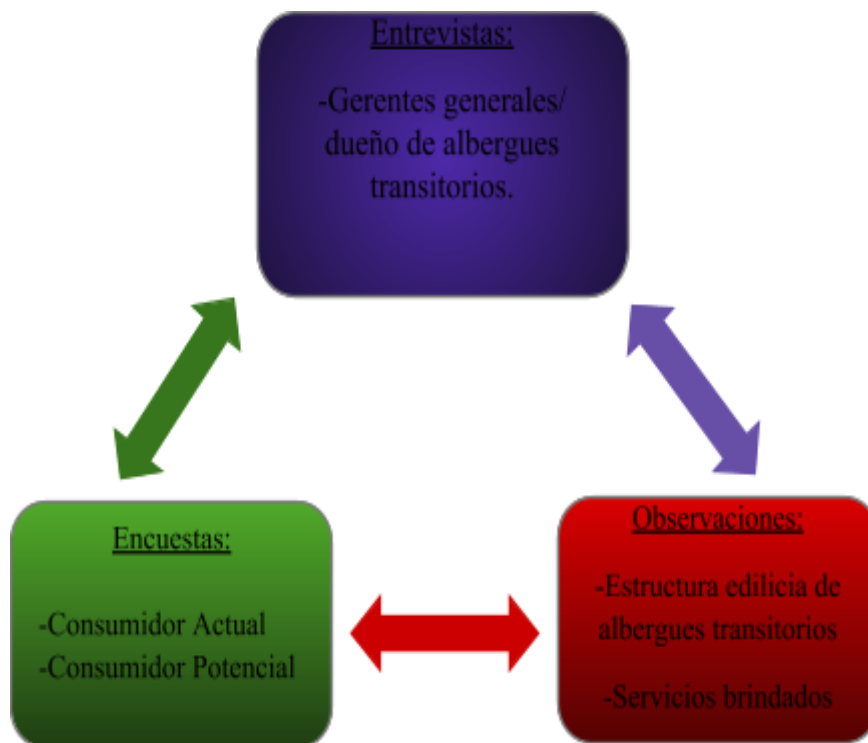 Entrevistas:
-Gerentes generales/
dueño de albergues
transitorios.
Encuestas:
-Consumidor Actual
-Consumidor Potencial
Observaciones:
-Estructura edilicia de
albergues transitorios
-Servicios brindados